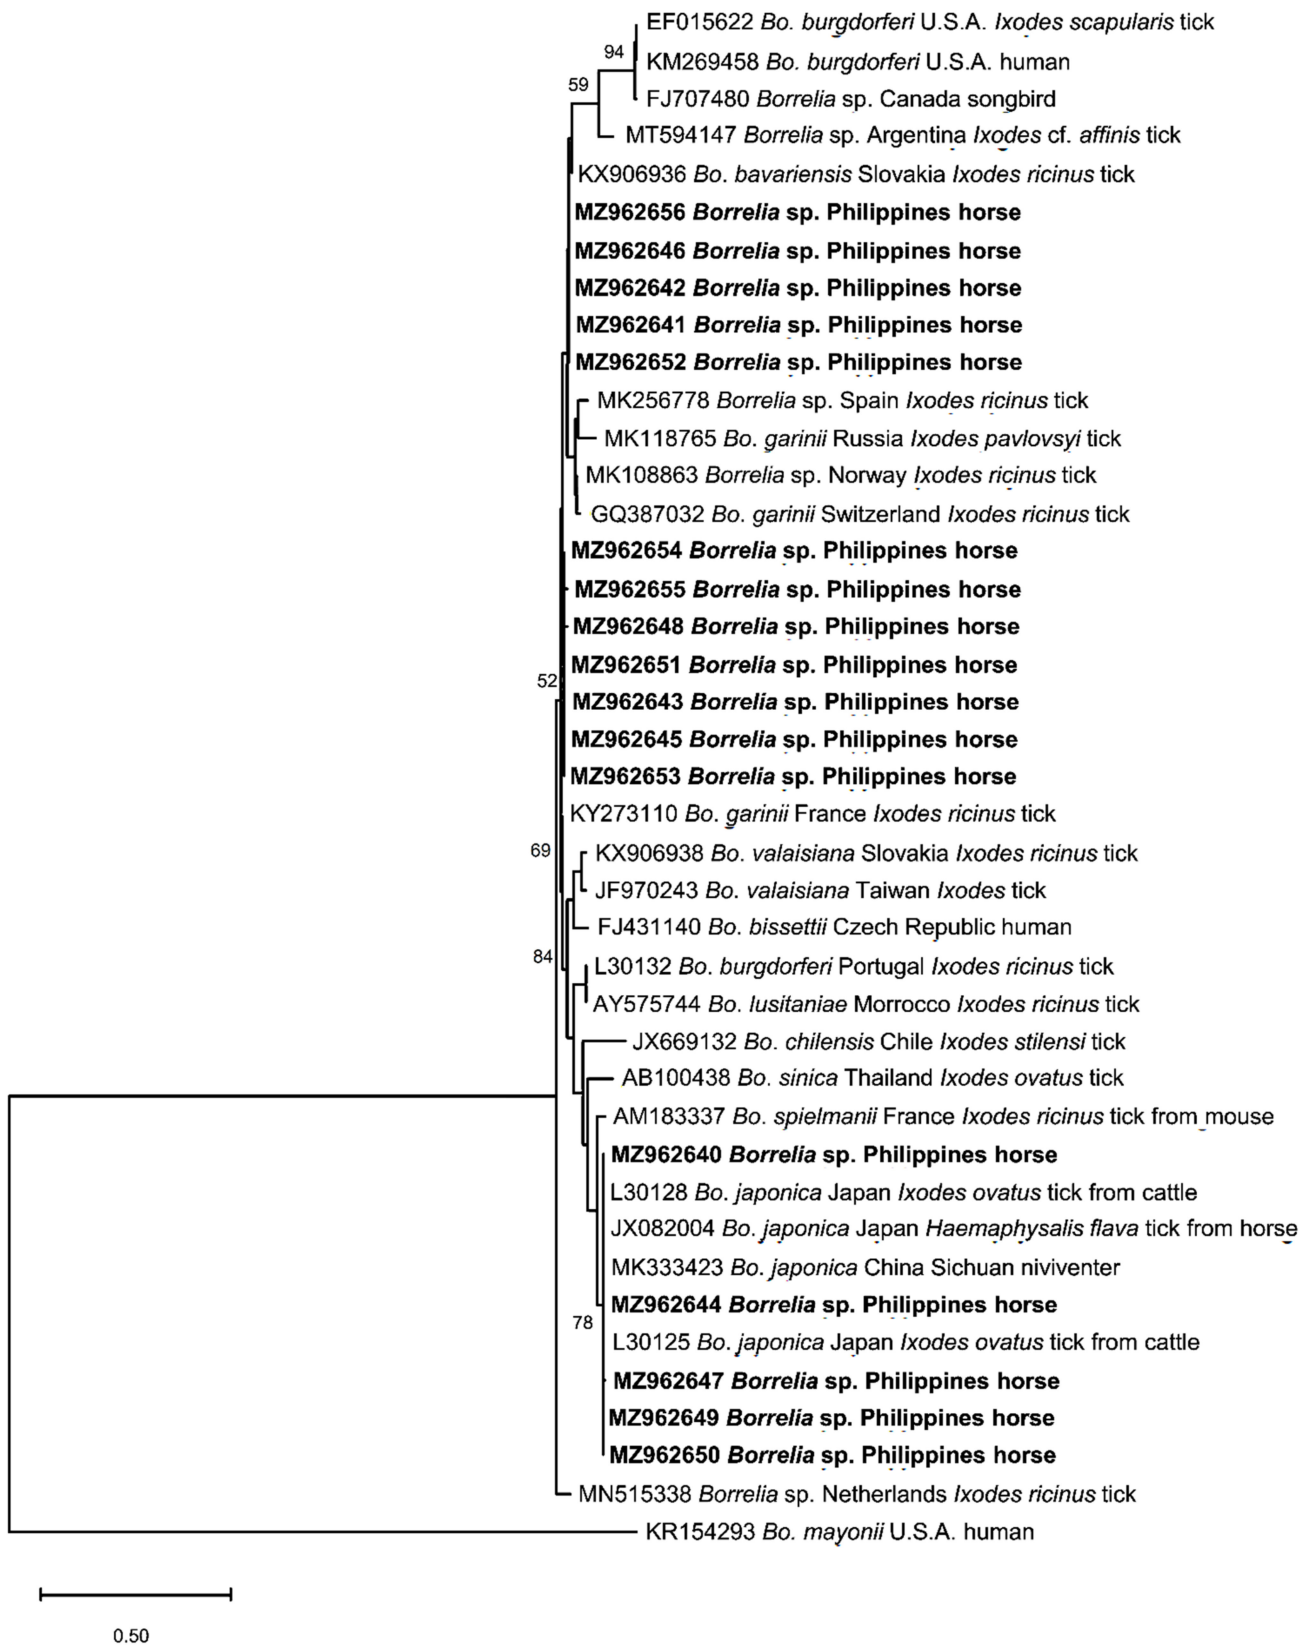 EF015622 Bo. burgdorferi U.S.A. Ixodes scapularis tick
94
KM269458 Bo. burgdorferi U.S.A. human
59
FJ707480 Borrelia sp. Canada songbird
MT594147 Borrelia sp. Argentina Ixodes cf. affinis tick
KX906936 Bo. bavariensis Slovakia Ixodes ricinus tick
MZ962656 Borrelia sp. Philippines horse
MZ962646 Borrelia sp. Philippines horse
MZ962642 Borrelia sp. Philippines horse
MZ962641 Borrelia sp. Philippines horse
MZ962652 Borrelia sp. Philippines horse
MK256778 Borrelia sp. Spain Ixodes ricinus tick
MK118765 Bo. garinii Russia Ixodes pavlovsyi tick
MK108863 Borrelia sp. Norway Ixodes ricinus tick
GQ387032 Bo. garinii Switzerland Ixodes ricinus tick
MZ962654 Borrelia sp. Philippines horse
MZ962655 Borrelia sp. Philippines horse
MZ962648 Borrelia sp. Philippines horse
MZ962651 Borrelia sp. Philippines horse
52
MZ962643 Borrelia sp. Philippines horse
MZ962645 Borrelia sp. Philippines horse
MZ962653 Borrelia sp. Philippines horse
KY273110 Bo. garinii France Ixodes ricinus tick
69
KX906938 Bo. valaisiana Slovakia Ixodes ricinus tick
JF970243 Bo. valaisiana Taiwan Ixodes tick
FJ431140 Bo. bissettii Czech Republic human
84
L30132 Bo. burgdorferi Portugal Ixodes ricinus tick
AY575744 Bo. lusitaniae Morrocco Ixodes ricinus tick
JX669132 Bo. chilensis Chile Ixodes stilensi tick
AB100438 Bo. sinica Thailand Ixodes ovatus tick
AM183337 Bo. spielmanii France Ixodes ricinus tick from mouse
MZ962640 Borrelia sp. Philippines horse
L30128 Bo. japonica Japan Ixodes ovatus tick from cattle
JX082004 Bo. japonica Japan Haemaphysalis flava tick from horse
MK333423 Bo. japonica China Sichuan niviventer
MZ962644 Borrelia sp. Philippines horse
78
L30125 Bo. japonica Japan Ixodes ovatus tick from cattle
MZ962647 Borrelia sp. Philippines horse
MZ962649 Borrelia sp. Philippines horse
MZ962650 Borrelia sp. Philippines horse
MN515338 Borrelia sp. Netherlands Ixodes ricinus tick
KR154293 Bo. mayonii U.S.A. human
0.50